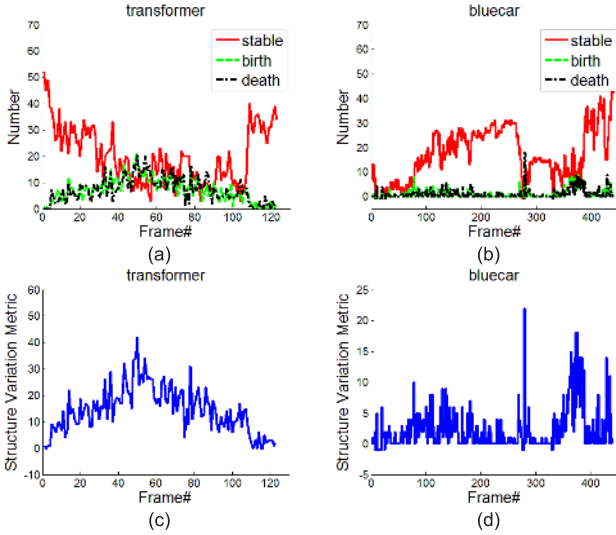 transformer
70
60
50
40
30
20
10
0
Number
stable
birth
death
0 20 40 60 80 100 120
Frame#
(a)
bluecar
70
60
50
40
30
20
10
0
Number
stable
birth
death
0 100 200 300 400
Frame#
(b)
transformer
60
50
40
30
20
10
0
-10
Structure Variation Metric
0 20 40 60 80 100 120
Frame#
(c)
bluecar
25
20
15
10
5
0
-5
Structure Variation Metric
0 100 200 300 400
Frame#
(d)